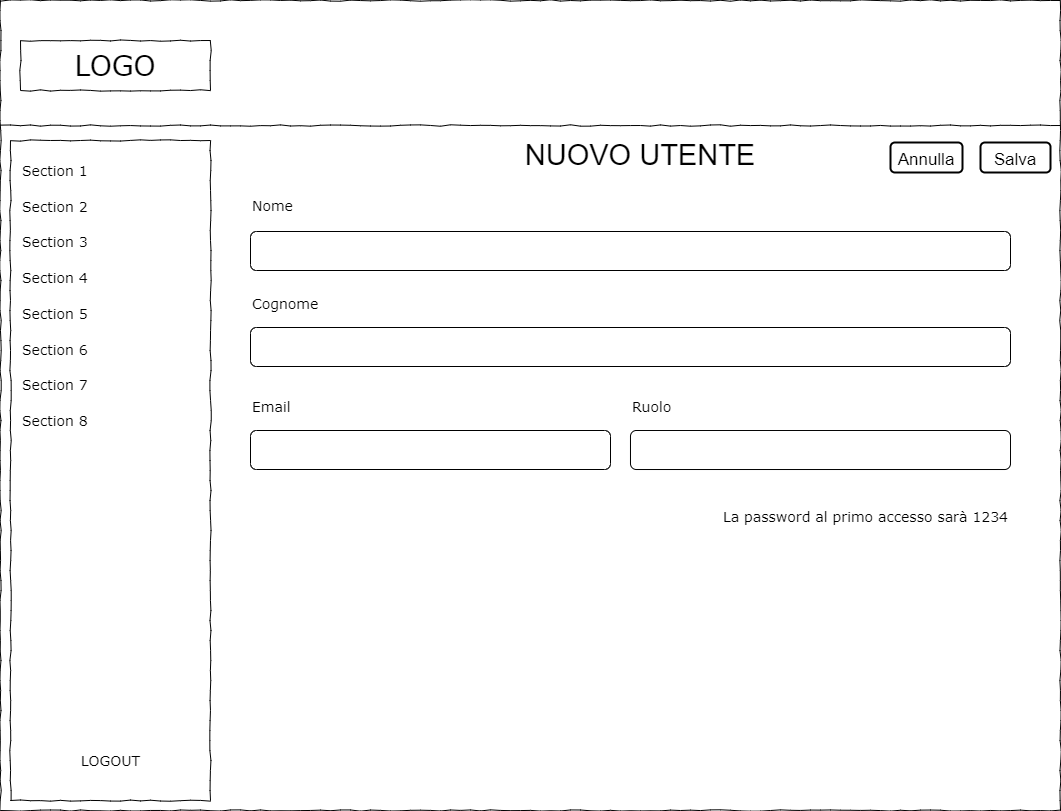 LOGO
NUOVO UTENTE
Annulla
Salva
Section 1
Section 2
Section 3
Section 4
Section 5
Section 6
Section 7
Section 8
LOGOUT
Nome
Cognome
Email
Ruolo
La password al primo accesso sarà 1234